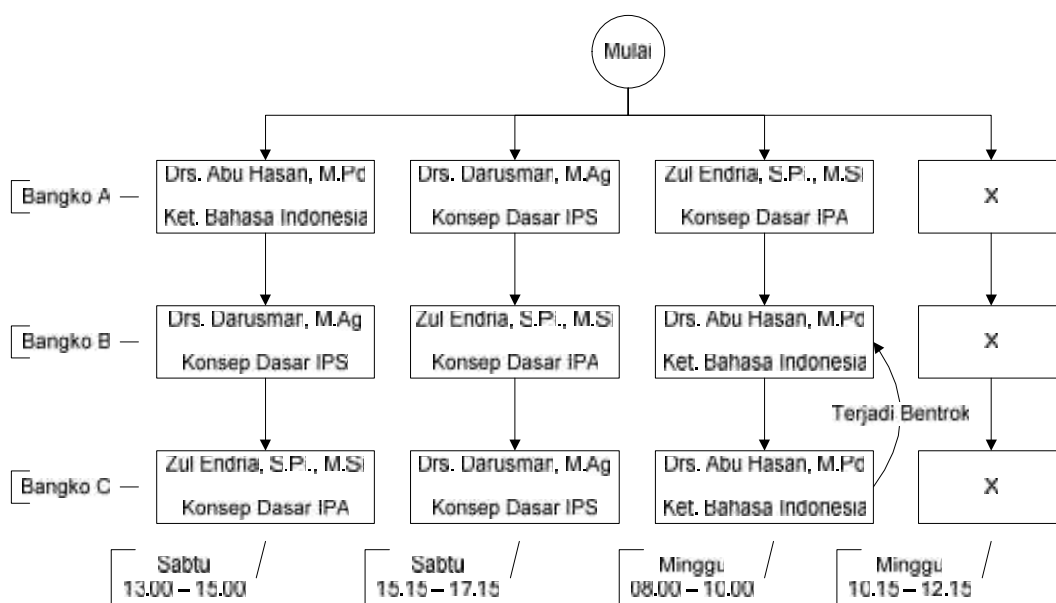 Mulai
Drs. Abu Hasan, M.Pd
Ket. Bahasa Indonesia
Drs. Darusman, M.Ag
Konsep Dasar IPS
Zul Endria, S.Pi., M.Si
Konsep Dasar IPA
X
Bangko A
Drs. Darusman, M.Ag
Konsep Dasar IPS
Zul Endria, S.Pi., M.Si
Konsep Dasar IPA
Drs. Abu Hasan, M.Pd
Ket. Bahasa Indonesia
X
Bangko B
Terjadi Bentrok
Zul Endria, S.Pi., M.Si
Konsep Dasar IPA
Drs. Darusman, M.Ag
Konsep Dasar IPS
Drs. Abu Hasan, M.Pd
Ket. Bahasa Indonesia
X
Bangko C
Sabtu
13.00 – 15.00
Sabtu
15.15 – 17.15
Minggu
08.00 – 10.00
Minggu
10.15 – 12.15